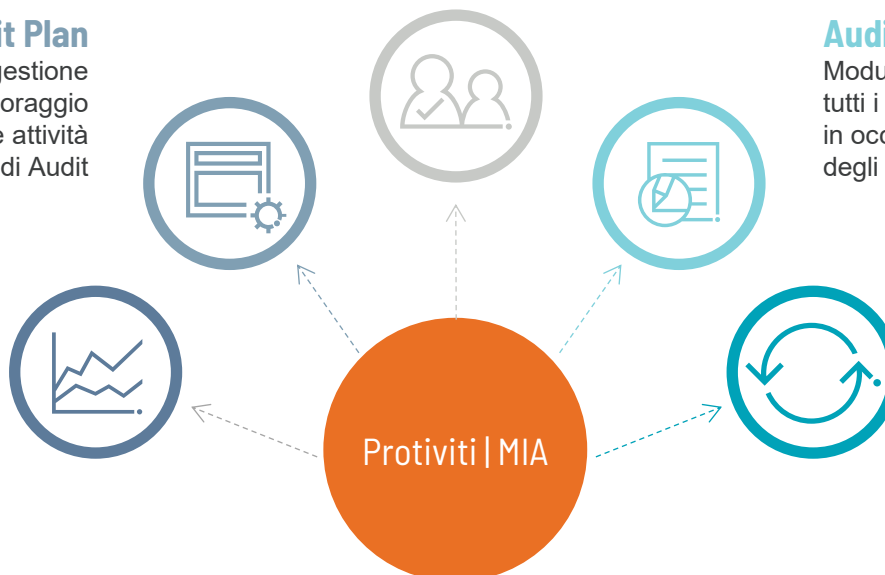 it Plan
gestione
oraggio
e attività
di Audit
Audi
Modu
tutti i
in occ
degli
Protiviti | MIA